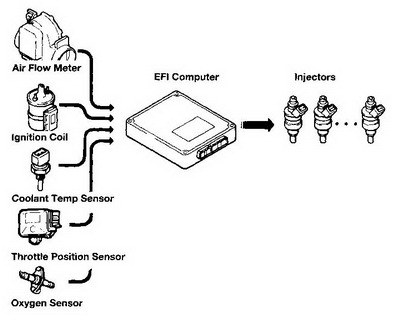 Air Flow Meter
EFI Computer
Injectors
Ignition Coil
Coolant Temp Sensor
Throttle Position Sensor
Oxygen Sensor